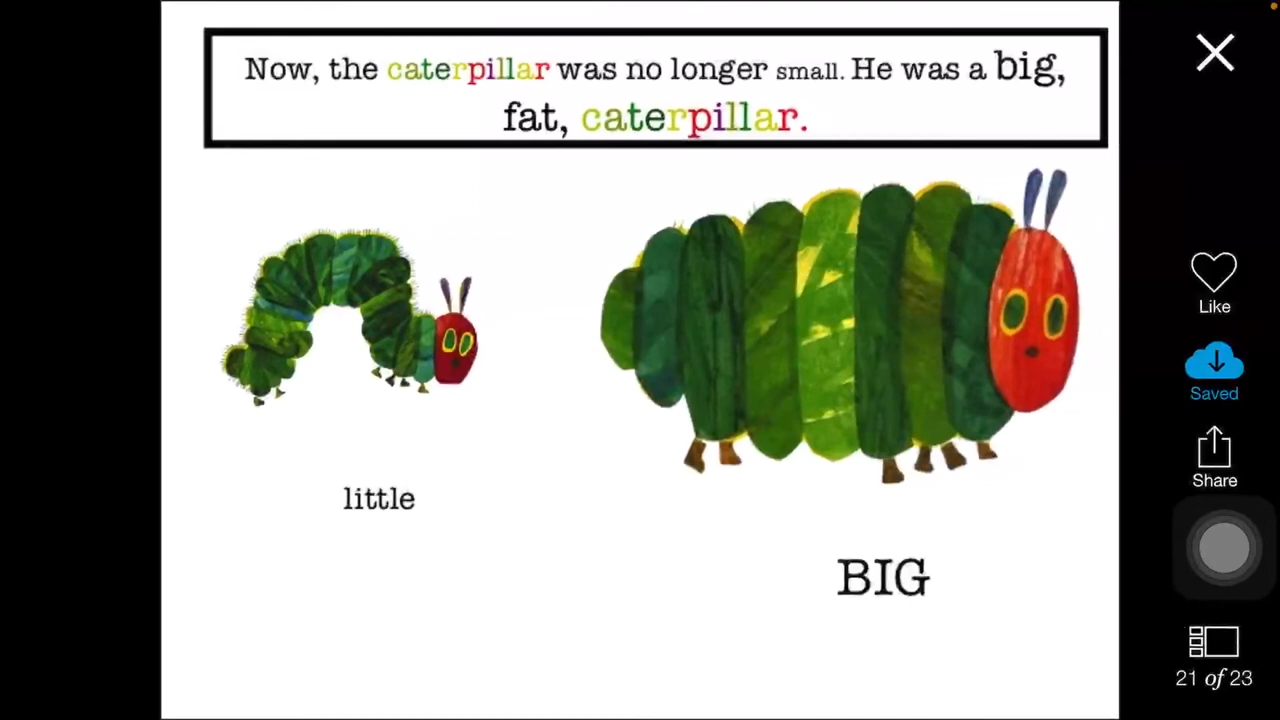 Now, the caterpillar was no longer small. He was a big,
fat, caterpillar.
little
BIG
Like
Saved
Share
21 of 23